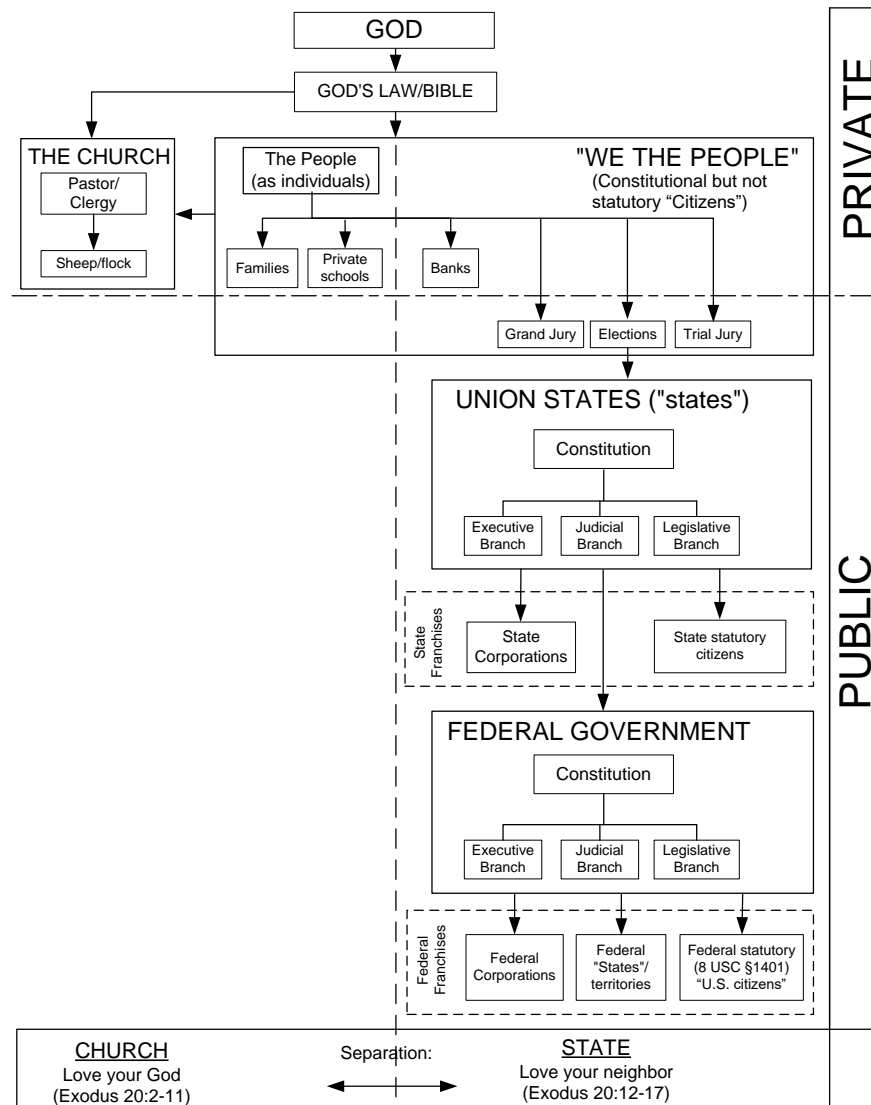 GOD
GOD'S LAW/BIBLE
THE CHURCH
Pastor/
Clergy
Sheep/flock
The People
(as individuals)
"WE THE PEOPLE"
(Constitutional but not
statutory “Citizens”)
Families
Private
schools
Banks
Grand Jury
Elections
Trial Jury
PRIVATE
UNION STATES ("states")
Constitution
Executive
Branch
Judicial
Branch
Legislative
Branch
State
Franchises
State
Corporations
State statutory
citizens
PUBLIC
FEDERAL GOVERNMENT
Constitution
Executive
Branch
Judicial
Branch
Legislative
Branch
Federal
Franchises
Federal
Corporations
Federal
"States"/
territories
Federal statutory
(8 USC §1401)
“U.S. citizens”
CHURCH
Love your God
(Exodus 20:2-11)
Separation:
STATE
Love your neighbor
(Exodus 20:12-17)